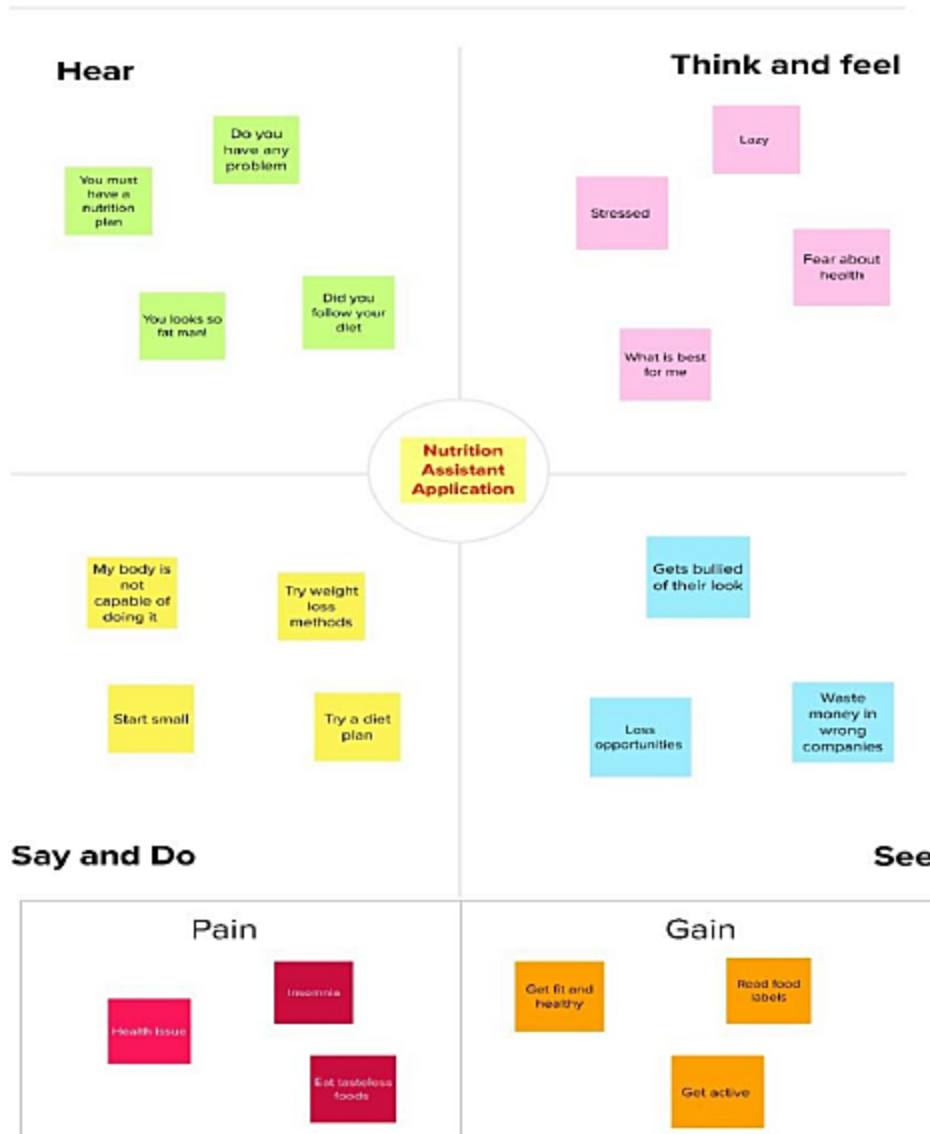 Hear
Think and feel
Do you
have any
problem
You must
have a
nutrition
plan
You looks so
fat man!
Did you
follow your
diet
Lazy
Stressed
Fear about
health
What is best
for me
Nutrition
Assistant
Application
My body is
not
capable of
doing it
Try weight
loss
methods
Start small
Try a diet
plan
Gets bullied
of their look
Loss
opportunities
Waste
money in
wrong
companies
Say and Do
See
Pain
Gain
Insomnia
Health Issue
Eat tasteless
foods
Get fit and
healthy
Read food
labels
Get active